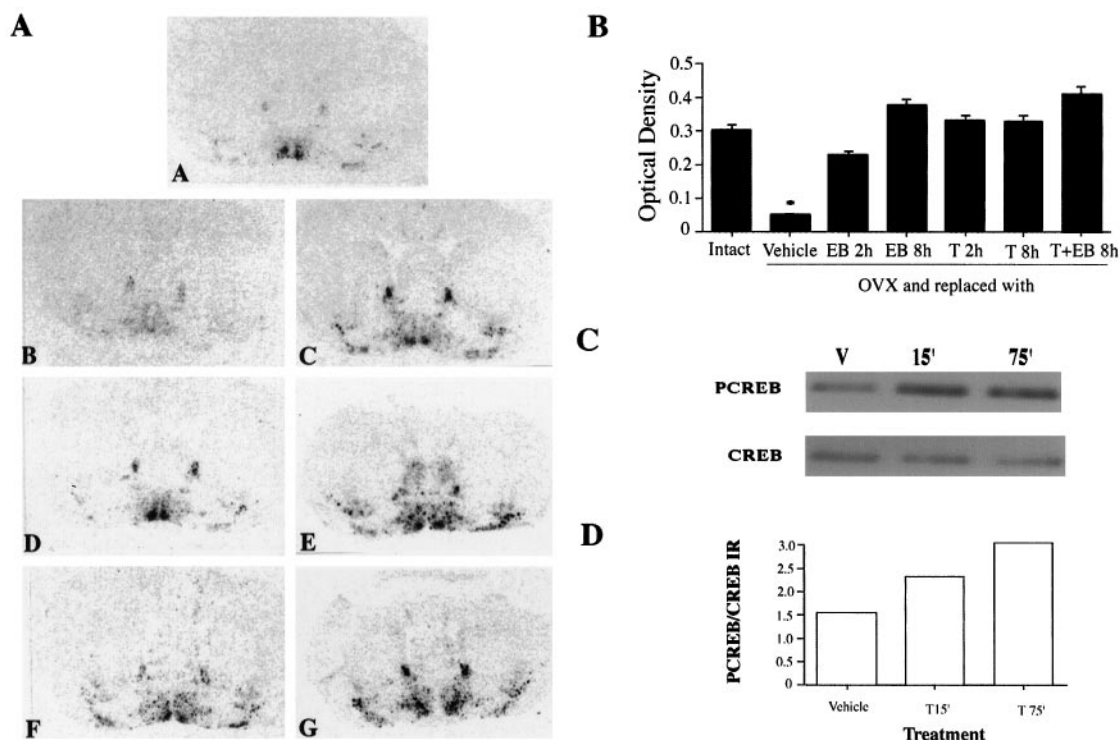 A
A
B
C
D
E
F
G
B
Optical Density
0.5
0.4
0.3
0.2
0.1
0
Intact Vehicle EB 2h EB 8h T 2h T 8h T+EB 8h
OVX and replaced with
C
V 15' 75'
PCREB
CREB
D
PCREB/CREB IR
3.0
2.5
2.0
1.5
1.0
0.5
0
Vehicle T15' T 75'
Treatment